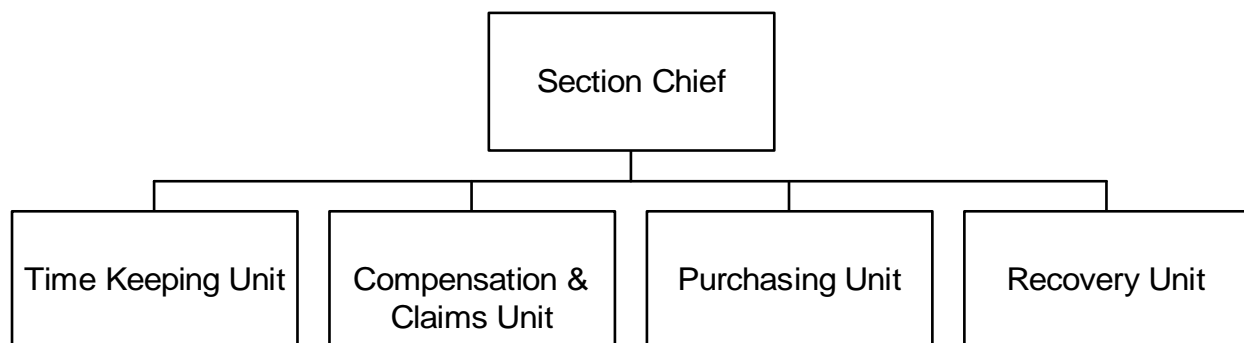 Section Chief
Time Keeping Unit
Compensation &
Claims Unit
Purchasing Unit
Recovery Unit